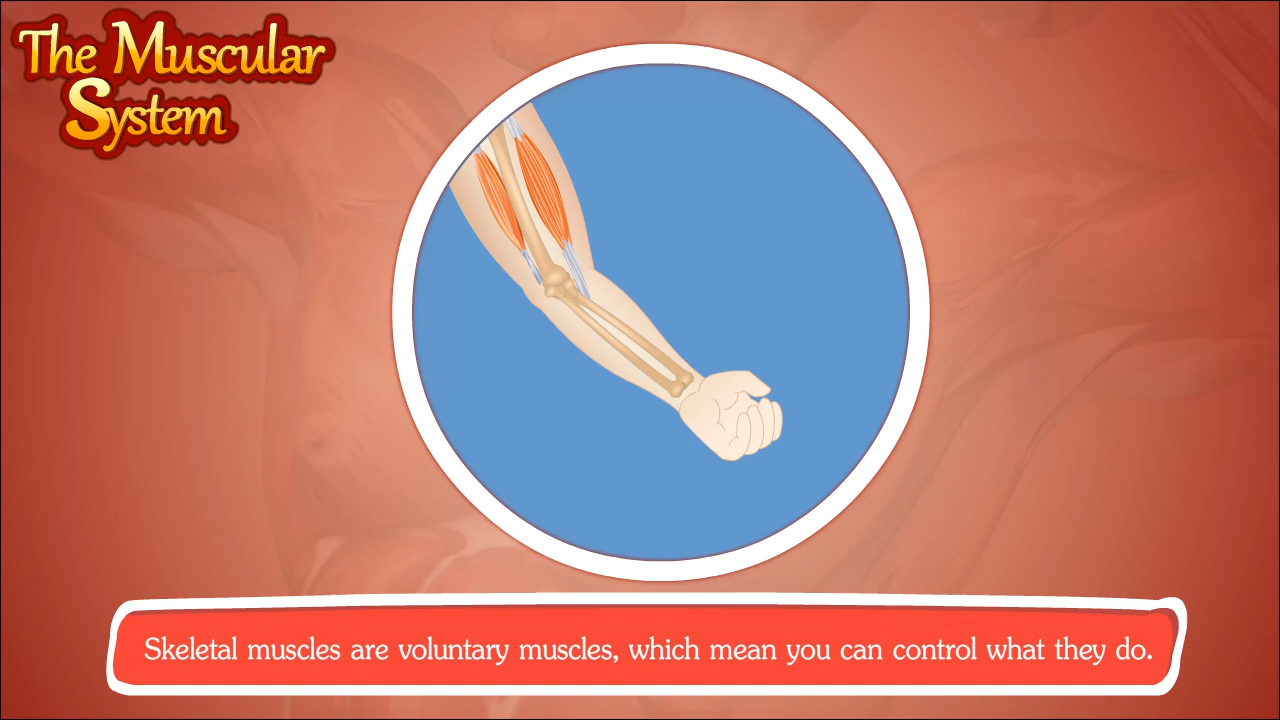 The Muscular
System
Skeletal muscles are voluntary muscles, which mean you can control what they do.